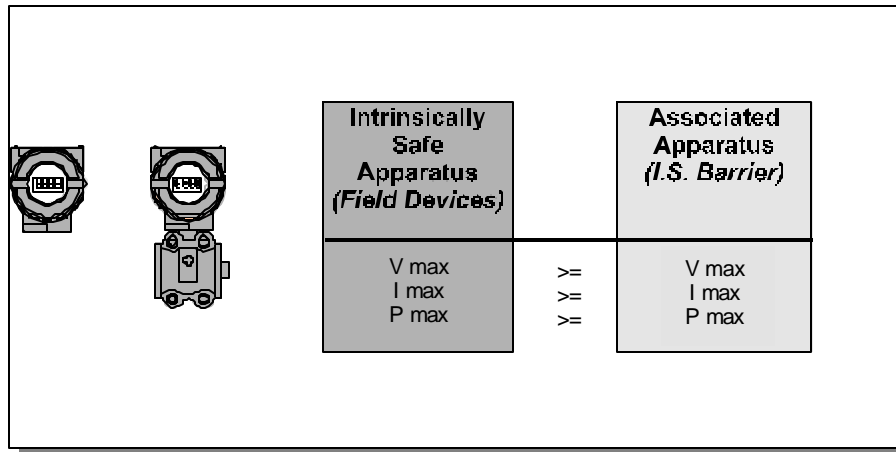 Intrinsically
Safe
Apparatus
(Field Devices)
Associated
Apparatus
(I.S. Barrier)
V max >= V max
I max >= I max
P max >= P max